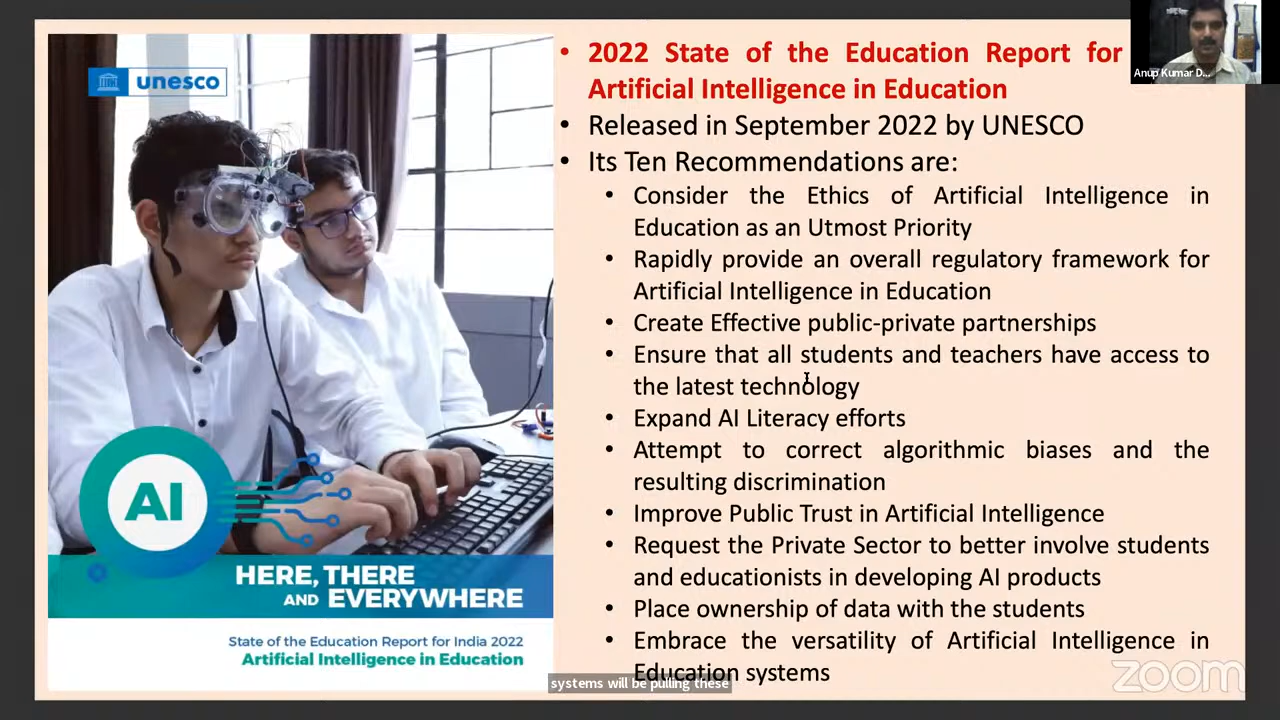 unesco
AI
HERE, THERE
AND EVERYWHERE
State of the Education Report for India 2022
Artificial Intelligence in Education
• 2022 State of the Education Report for
Artificial Intelligence in Education
• Released in September 2022 by UNESCO
• Its Ten Recommendations are:
• Consider the Ethics of Artificial Intelligence in
Education as an Utmost Priority
• Rapidly provide an overall regulatory framework for
Artificial Intelligence in Education
• Create Effective public-private partnerships
• Ensure that all students and teachers have access to
the latest technology
• Expand AI Literacy efforts
• Attempt to correct algorithmic biases and the
resulting discrimination
• Improve Public Trust in Artificial Intelligence
• Request the Private Sector to better involve students
and educationists in developing AI products
• Place ownership of data with the students
• Embrace the versatility of Artificial Intelligence in
Education systems
Anup Kumar D...
systems will be pulling these
zoom